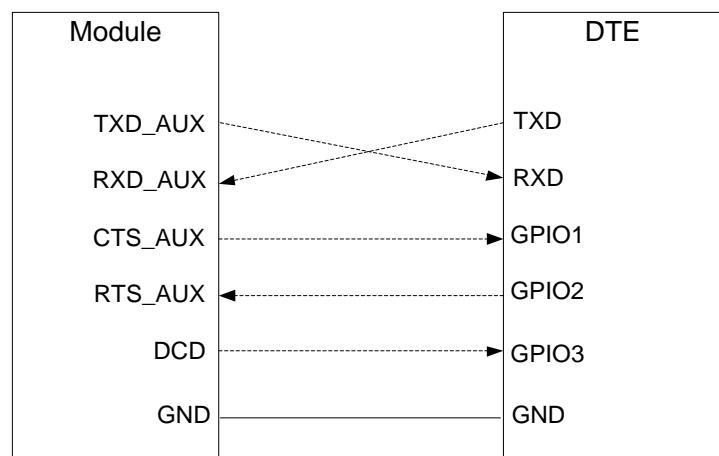 Module
DTE
TXD_AUX
TXD
RXD_AUX
RXD
CTS_AUX
GPIO1
RTS_AUX
GPIO2
DCD
GPIO3
GND
GND